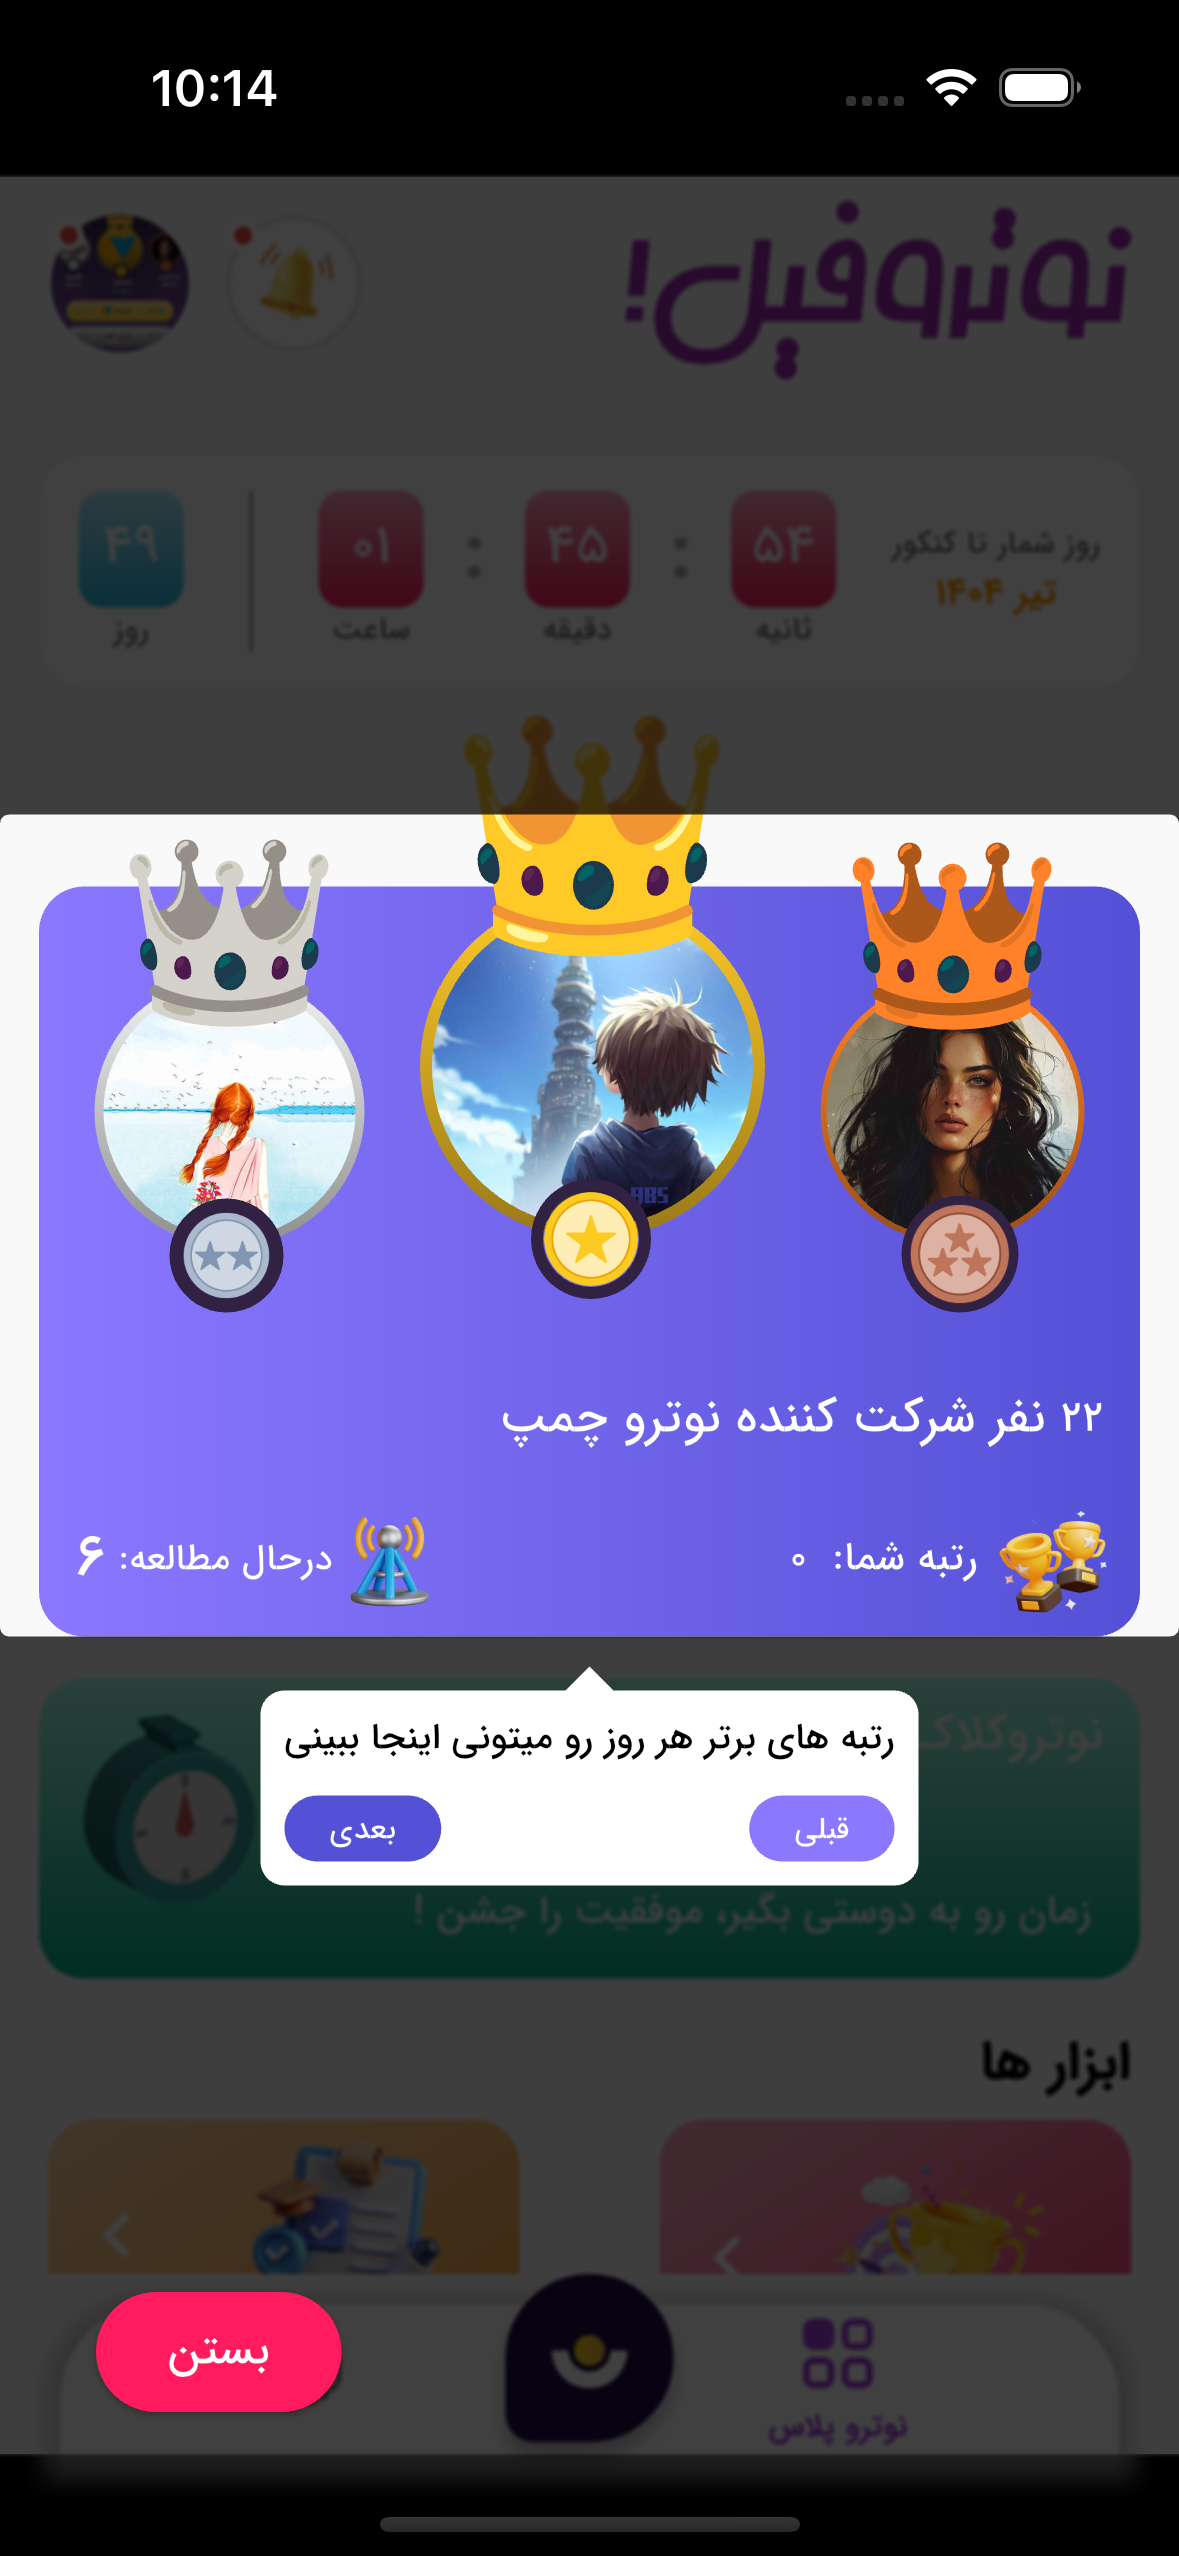 10:14
نوتروفیل!
روز شمار تا کنکور
تیر ۱۴۰۴
۵۴ : ۴۵ : ۰۱ ۴۹
ثانیه دقیقه ساعت روز
BBS
۲۲ نفر شرکت کننده نوترو چمپ
رتبه شما: ۰
درحال مطالعه: ۶
نوتروکلاک
رتبه های برتر هر روز رو میتونی اینجا ببینی
قبلی
بعدی
زمان رو به دوستی بگیر، موفقیت را جشن !
ابزار ها
بستن
نوترو پلاس